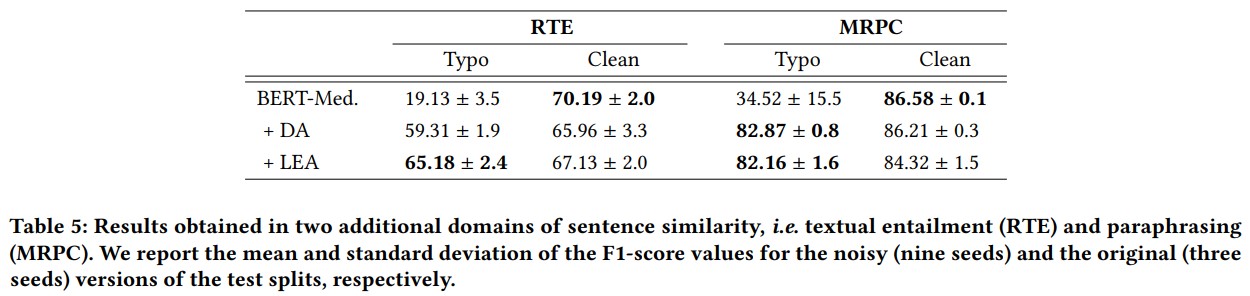 RTE MRPC
Typo Clean Typo Clean
BERT-Med. 19.13 ± 3.5 70.19 ± 2.0 34.52 ± 15.5 86.58 ± 0.1
+ DA 59.31 ± 1.9 65.96 ± 3.3 82.87 ± 0.8 86.21 ± 0.3
+ LEA 65.18 ± 2.4 67.13 ± 2.0 82.16 ± 1.6 84.32 ± 1.5
Table 5: Results obtained in two additional domains of sentence similarity, i.e. textual entailment (RTE) and paraphrasing
(MRPC). We report the mean and standard deviation of the F1-score values for the noisy (nine seeds) and the original (three
seeds) versions of the test splits, respectively.